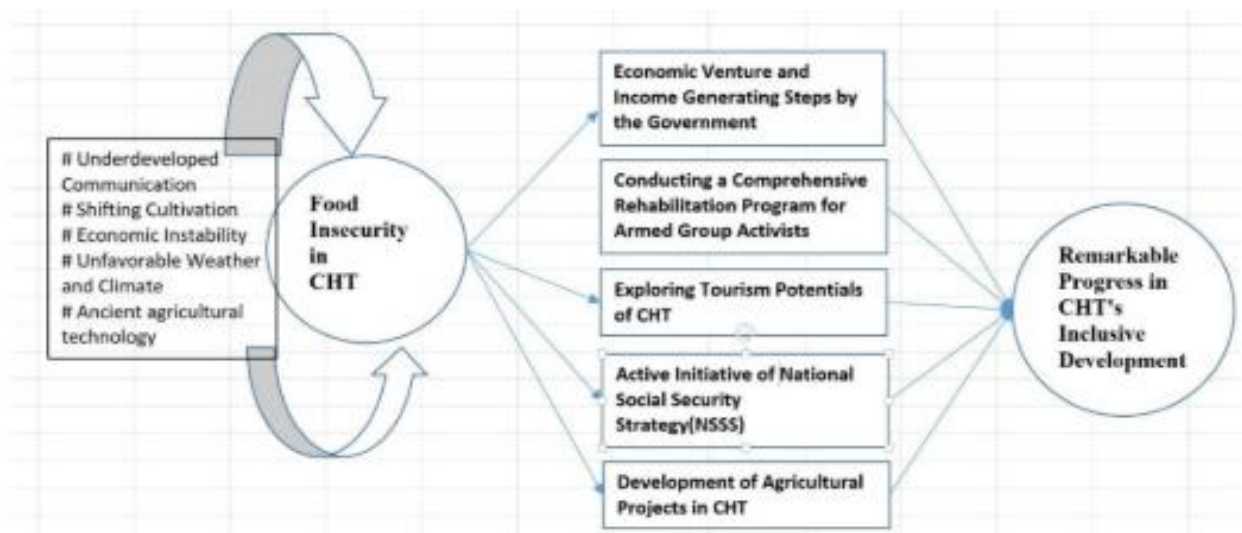 # Underdeveloped
Communication
# Shifting Cultivation
# Economic Instability
# Unfavorable Weather
and Climate
# Ancient agricultural
technology
Food
Insecurity
in
CHT
Economic Venture and
Income Generating Steps by
the Government
Conducting a Comprehensive
Rehabilitation Program for
Armed Group Activists
Exploring Tourism Potentials
of CHT
Active Initiative of National
Social Security
Strategy(NSSS)
Development of Agricultural
Projects in CHT
Remarkable
Progress in
CHT's
Inclusive
Development